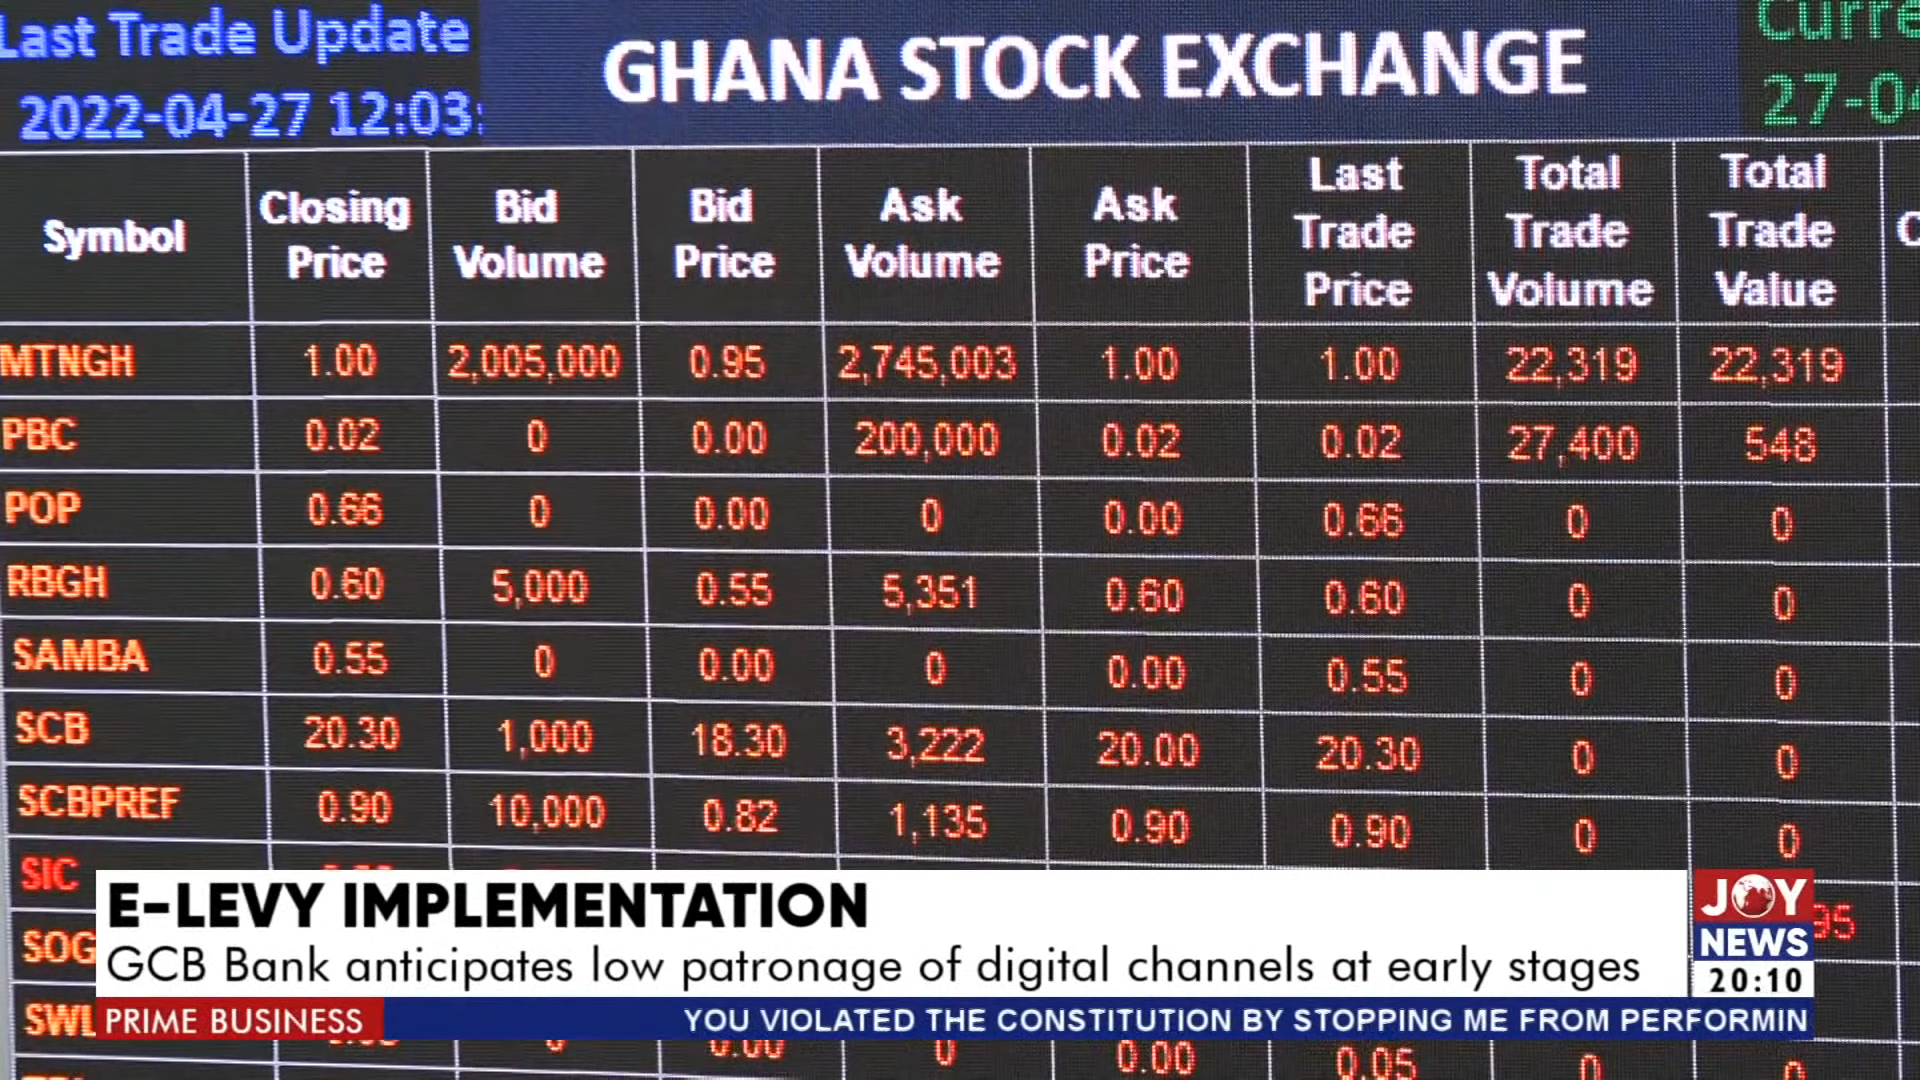 Last Trade Update
2022-04-27 12:03:
GHANA STOCK EXCHANGE
27-04
Symbol Closing Price Bid Volume Bid Price Ask Volume Ask Price Last Trade Price Total Trade Volume Total Trade Value
MTNGH 1.00 2,005,000 0.95 2,745,003 1.00 1.00 22,319 22,319
PBC 0.02 0 0.00 200,000 0.02 0.02 27,400 548
POP 0.66 0 0.00 0 0.00 0.66 0 0
RBGH 0.60 5,000 0.55 5,351 0.60 0.60 0 0
SAMBA 0.55 0 0.00 0 0.00 0.55 0 0
SCB 20.30 1,000 18.30 3,222 20.00 20.30 0 0
SCBPREF 0.90 10,000 0.82 1,135 0.90 0.90 0 0
SIC
SOG 95
SWL 0 0.00 0 0.00 0.05 0 0
E-LEVY IMPLEMENTATION
GCB Bank anticipates low patronage of digital channels at early stages
JOY
NEWS
20:10
PRIME BUSINESS
YOU VIOLATED THE CONSTITUTION BY STOPPING ME FROM PERFORMIN